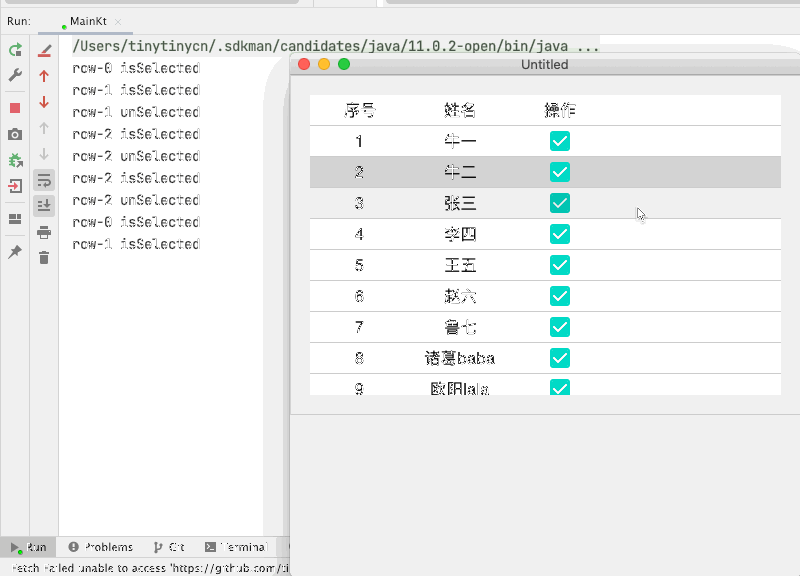 Run: MainKt ×
/Users/tinytinycn/.sdkman/candidates/java/11.0.2-open/bin/java ...
row-0 isSelected
row-1 isSelected
row-1 unSelected
row-2 isSelected
row-2 unSelected
row-2 isSelected
row-2 unSelected
row-0 isSelected
row-1 isSelected
Untitled
序号 姓名 操作
1 牛一
2 牛二
3 张三
4 李四
5 王五
6 赵六
7 鲁七
8 诸葛baba
9 欧阳lala
Run Problems Git Terminal
Fetch Failed unable to access 'https://github.com/ti